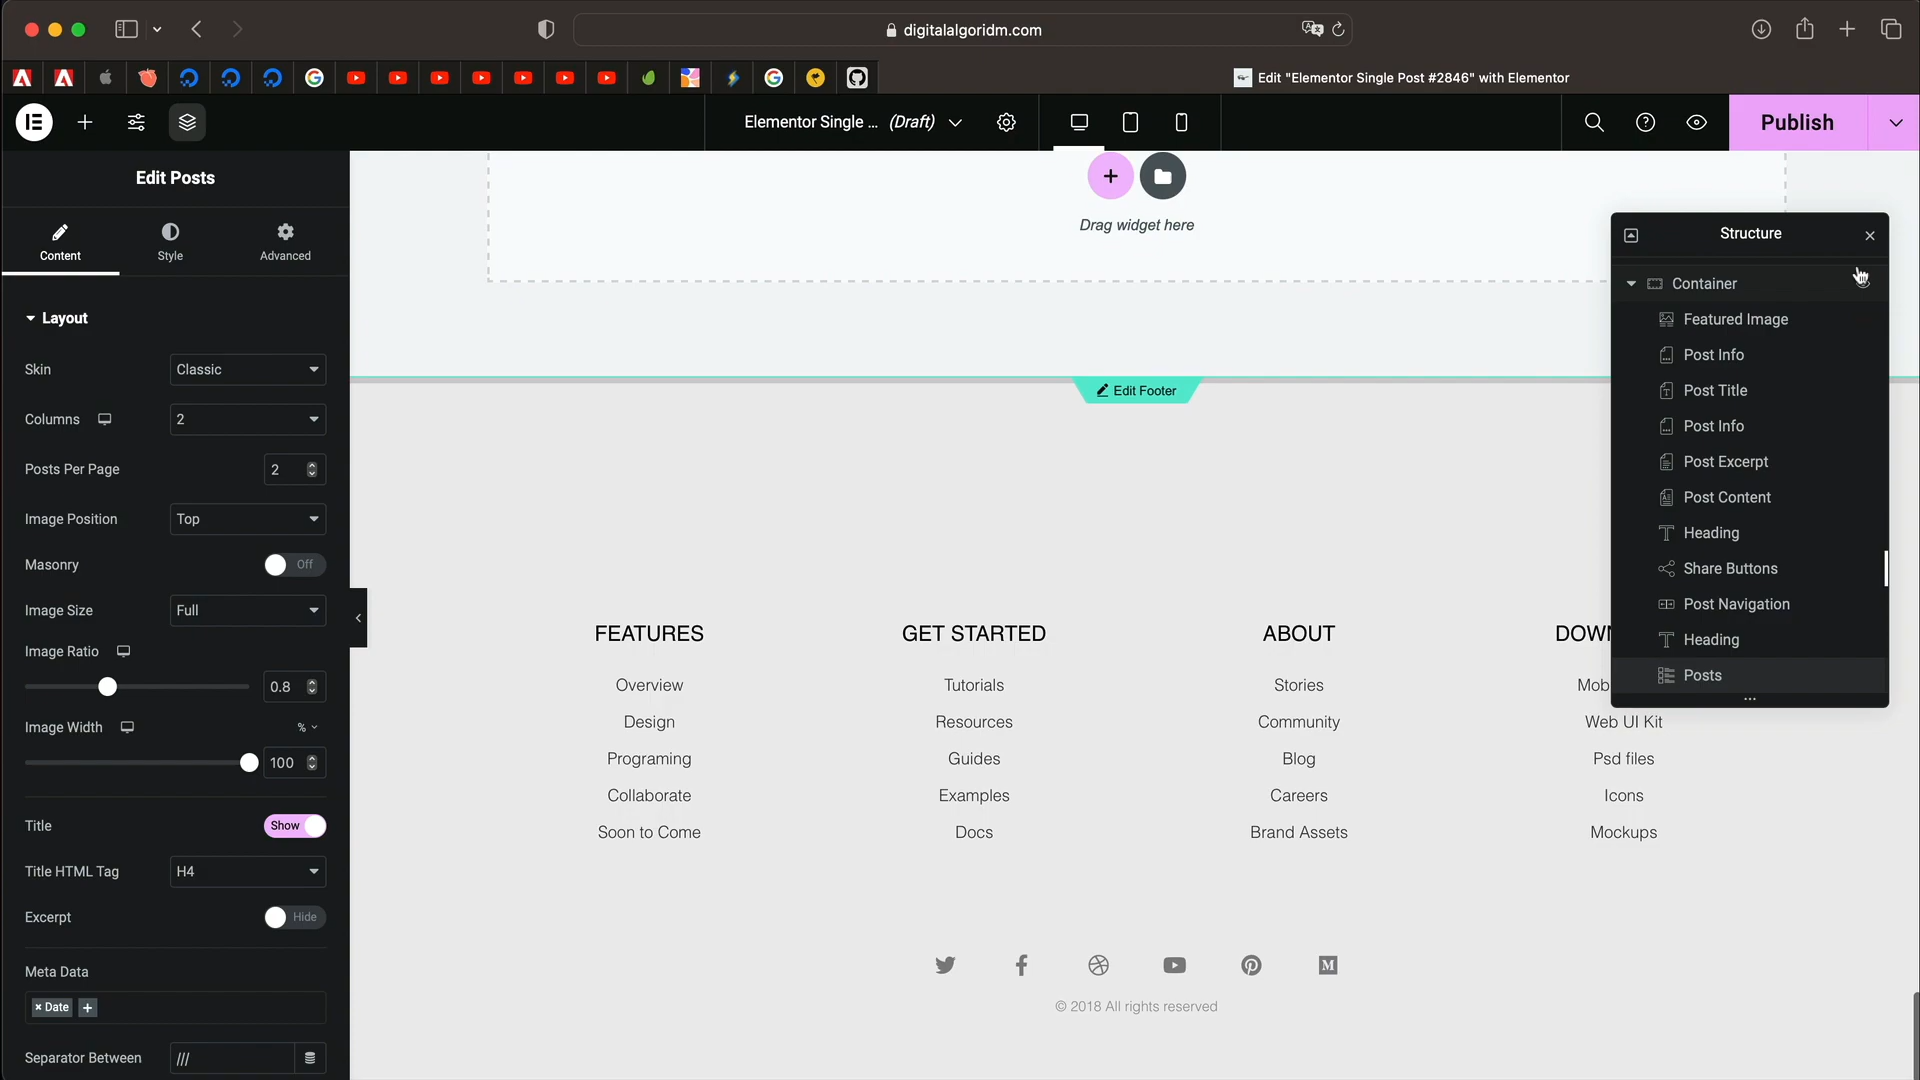 digitalalgoridm.com
Edit "Elementor Single Post #2846" with Elementor
Elementor Single ... (Draft)
Publish
Edit Posts
Content
Style
Advanced
Layout
Skin
Classic
Columns
2
Posts Per Page
2
Image Position
Top
Masonry
Off
Image Size
Full
Image Ratio
0.8
Image Width
%
100
Title
Show
Title HTML Tag
H4
Excerpt
Hide
Meta Data
× Date +
Separator Between
///
Drag widget here
Edit Footer
FEATURES
Overview
Design
Programing
Collaborate
Soon to Come
GET STARTED
Tutorials
Resources
Guides
Examples
Docs
ABOUT
Stories
Community
Blog
Careers
Brand Assets
DOWN
Mob
Web UI Kit
Psd files
Icons
Mockups
© 2018 All rights reserved
Structure
Container
Featured Image
Post Info
Post Title
Post Info
Post Excerpt
Post Content
Heading
Share Buttons
Post Navigation
Heading
Posts